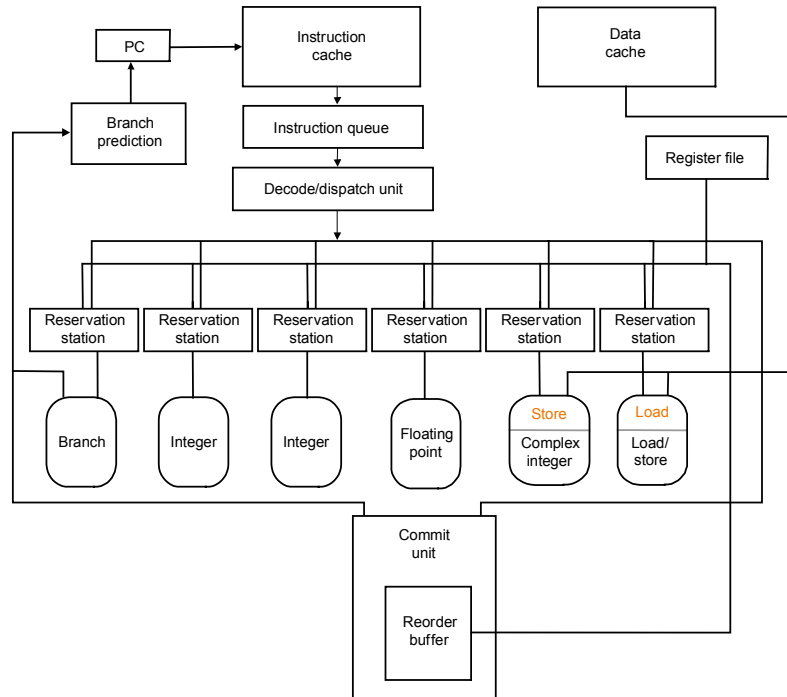 PC
Instruction
cache
Data
cache
Branch
prediction
Instruction queue
Register file
Decode/dispatch unit
Reservation
station
Reservation
station
Reservation
station
Reservation
station
Reservation
station
Reservation
station
Branch
Integer
Integer
Floating
point
Store
Complex
integer
Load
Load/
store
Commit
unit
Reorder
buffer